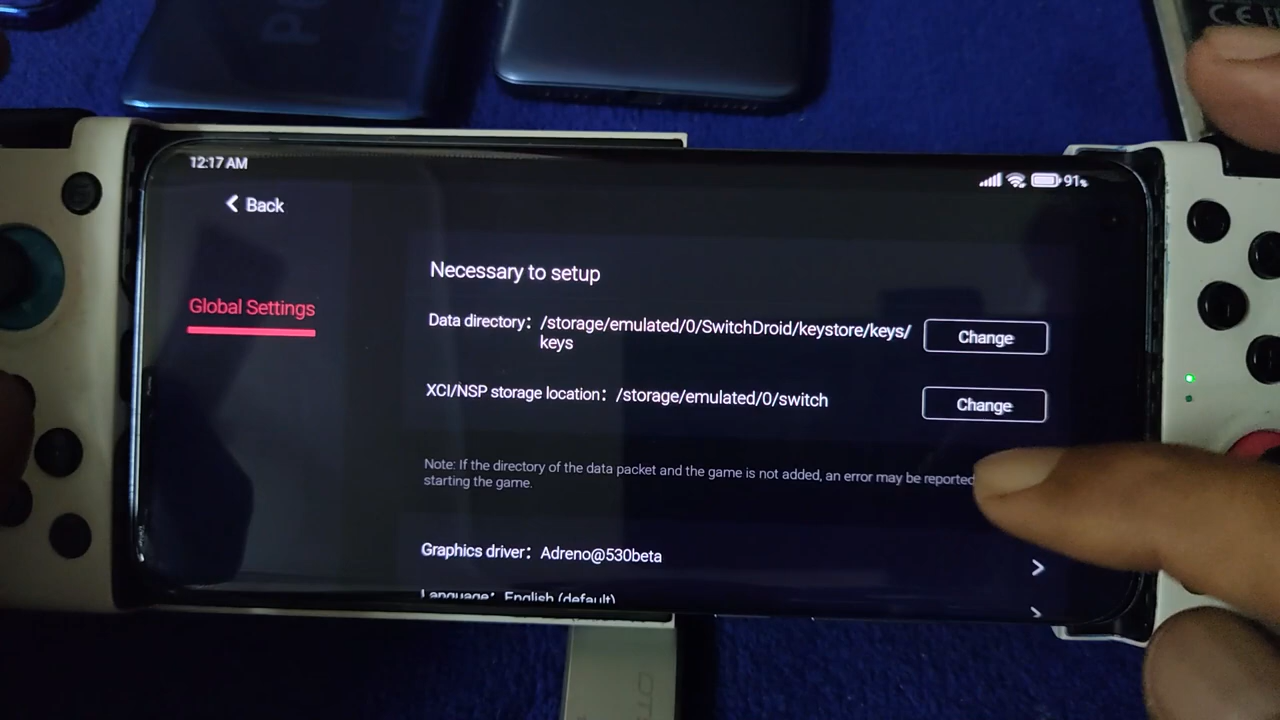 12:17 AM
91%
Back
Global Settings
Necessary to setup
Data directory: /storage/emulated/0/SwitchDroid/keystore/keys/
keys
Change
XCI/NSP storage location: /storage/emulated/0/switch
Change
Note: If the directory of the data packet and the game is not added, an error may be reported
starting the game.
Graphics driver: Adreno@530beta
Language: English (default)
CE